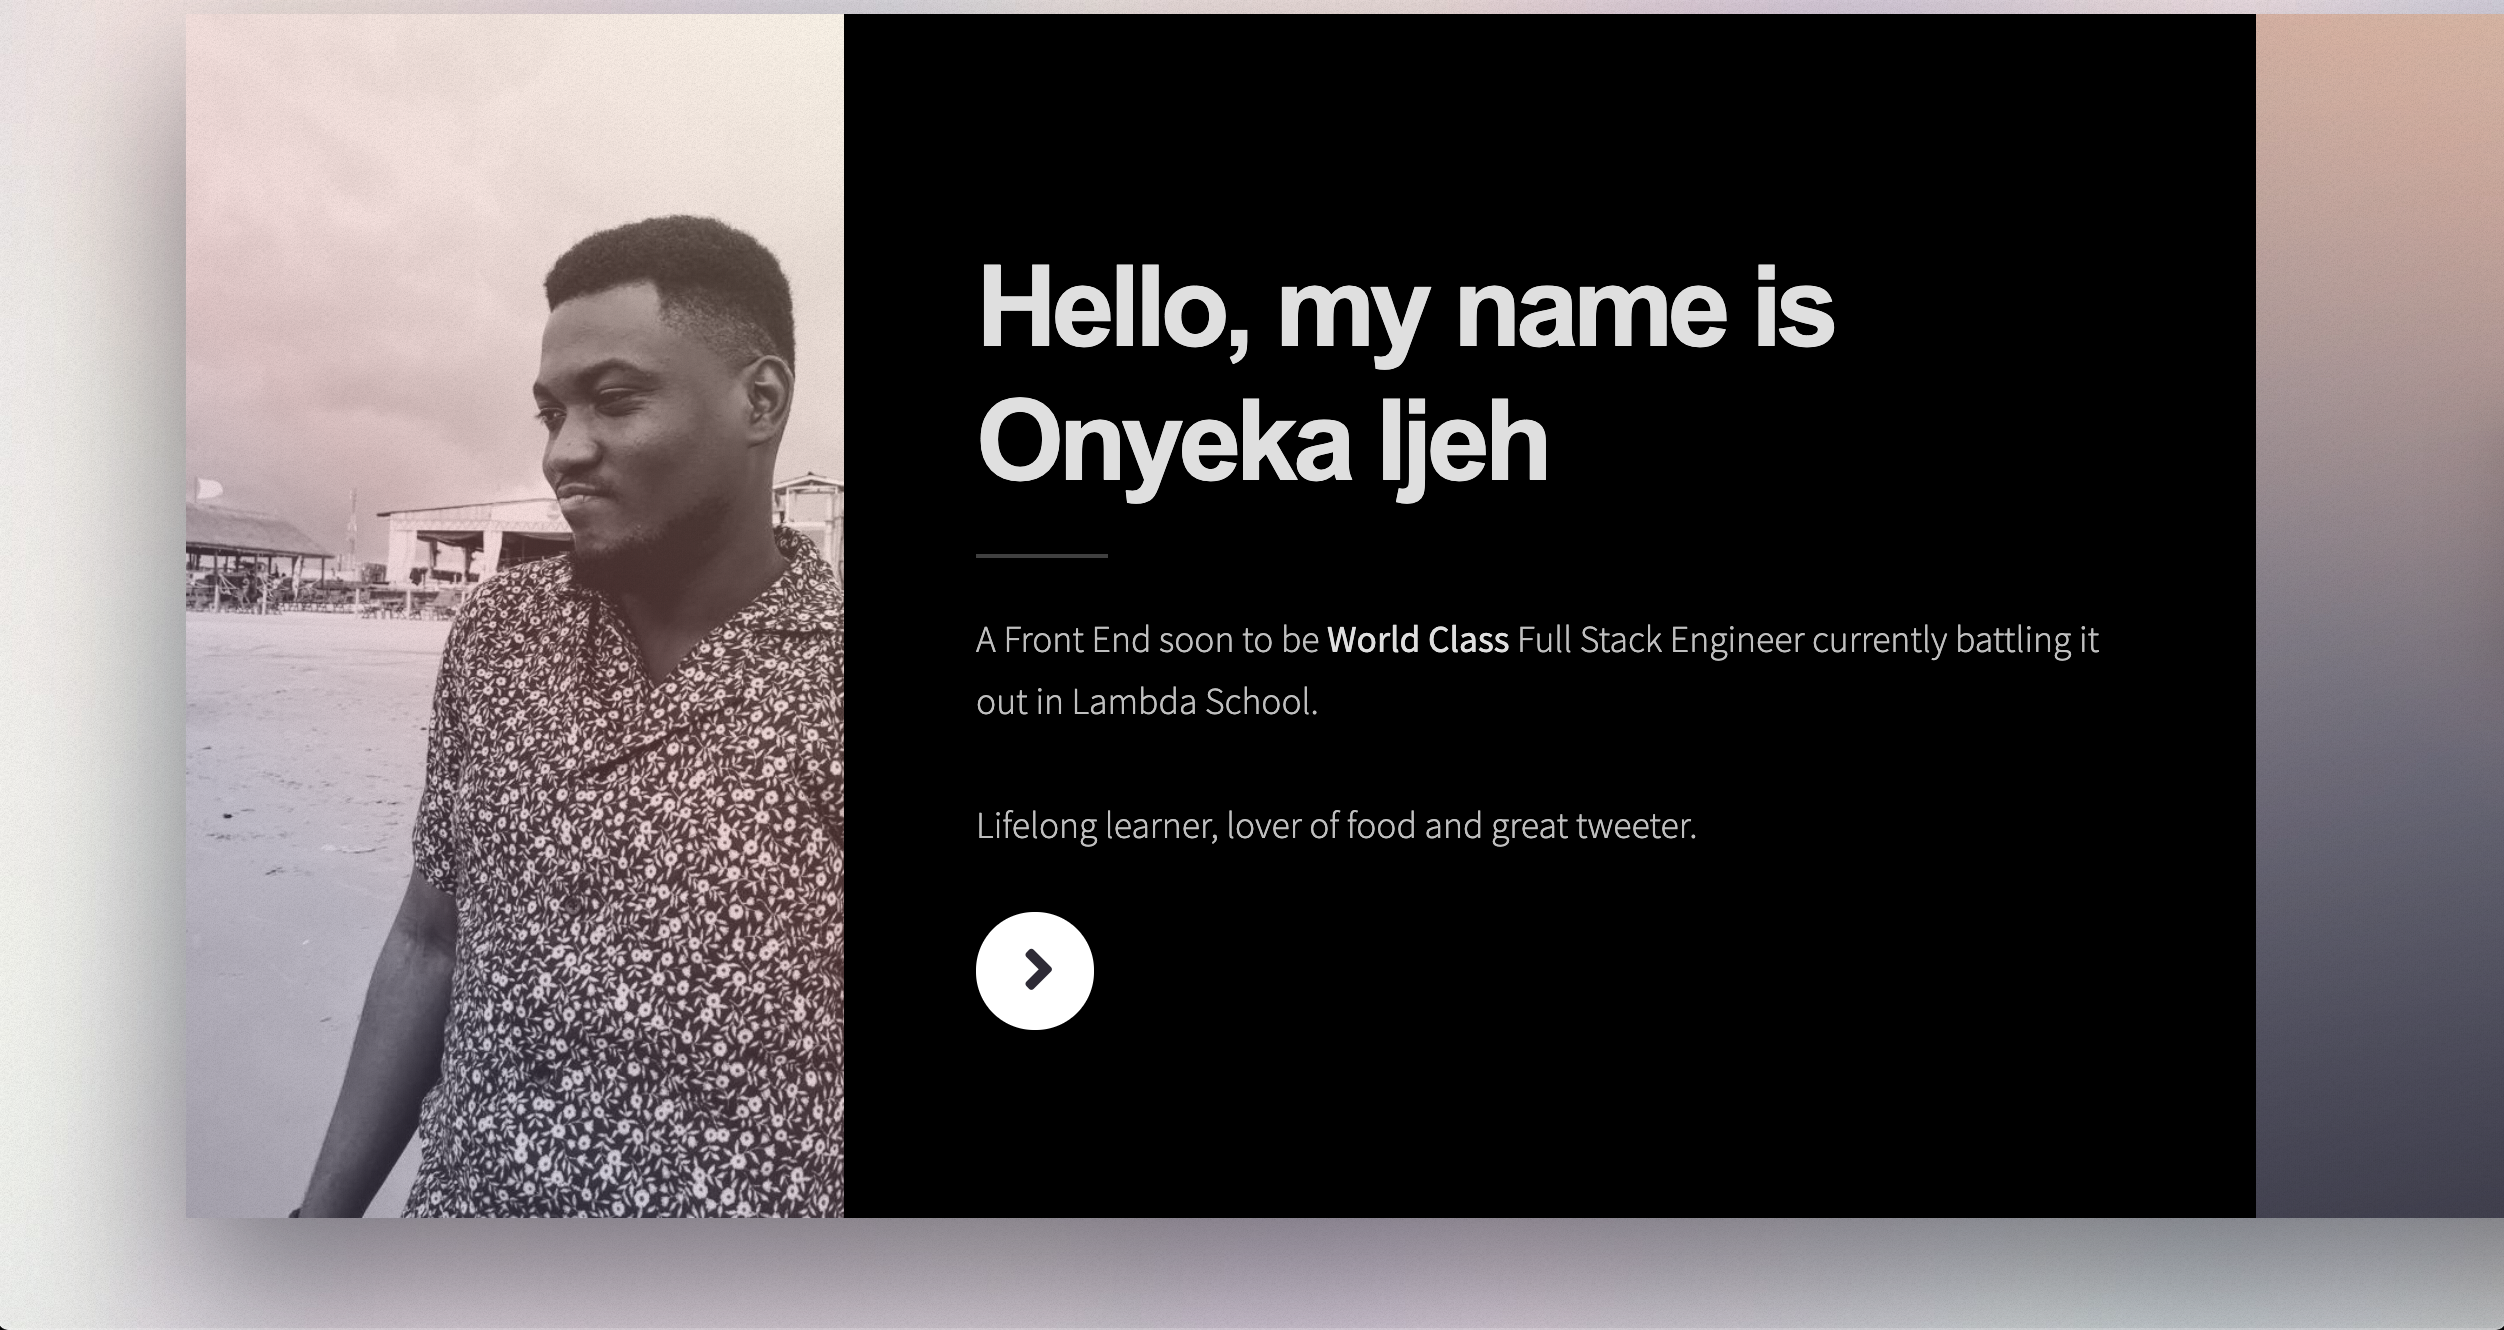 Hello, my name is
Onyeka Ijeh
A Front End soon to be World Class Full Stack Engineer currently battling it
out in Lambda School.
Lifelong learner, lover of food and great tweeter.